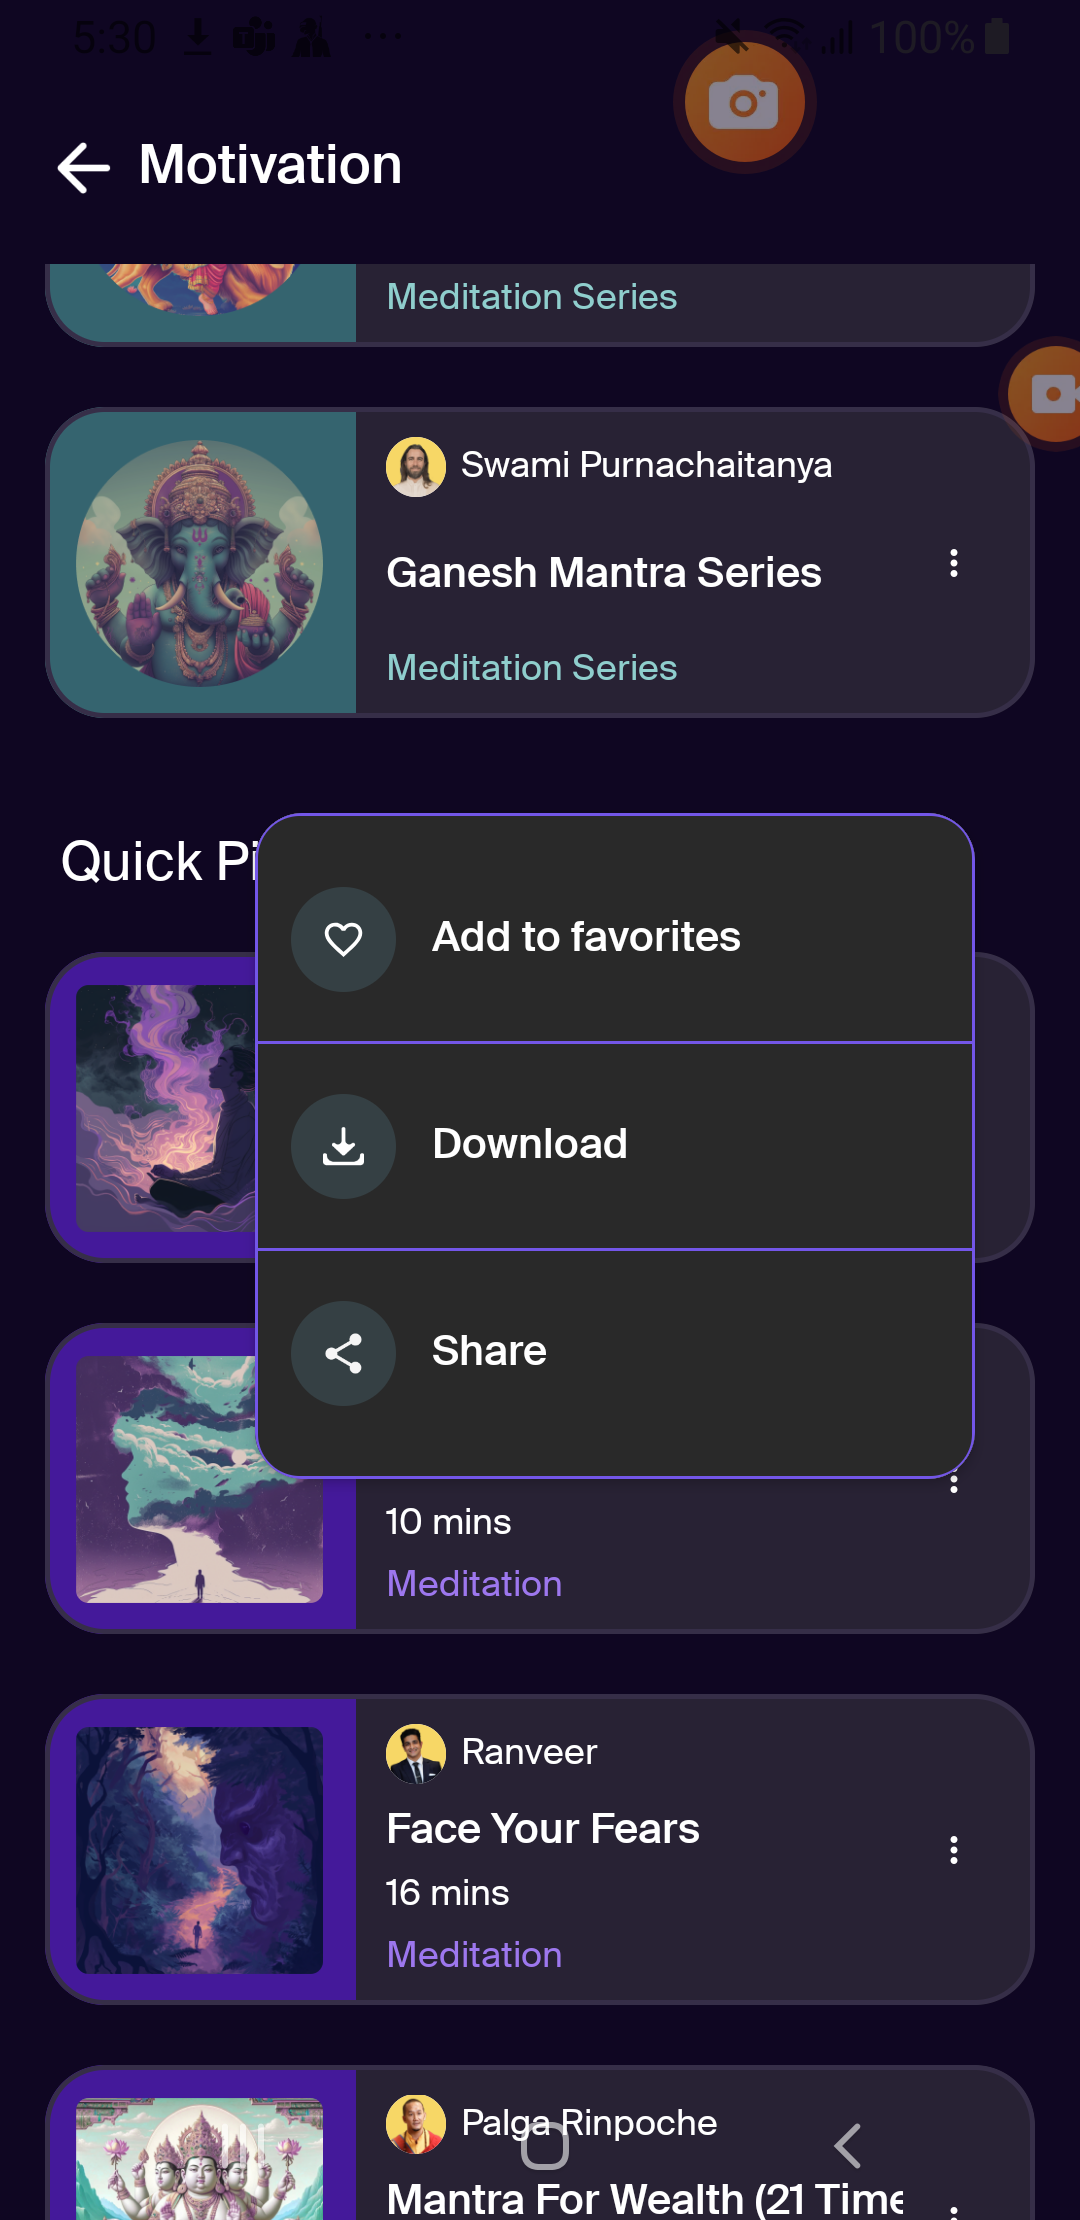 5:30
100%
Motivation
Meditation Series
Swami Purnachaitanya
Ganesh Mantra Series
Meditation Series
Quick Pi
Add to favorites
Download
Share
10 mins
Meditation
Ranveer
Face Your Fears
16 mins
Meditation
Palga Rinpoche
Mantra For Wealth (21 Time